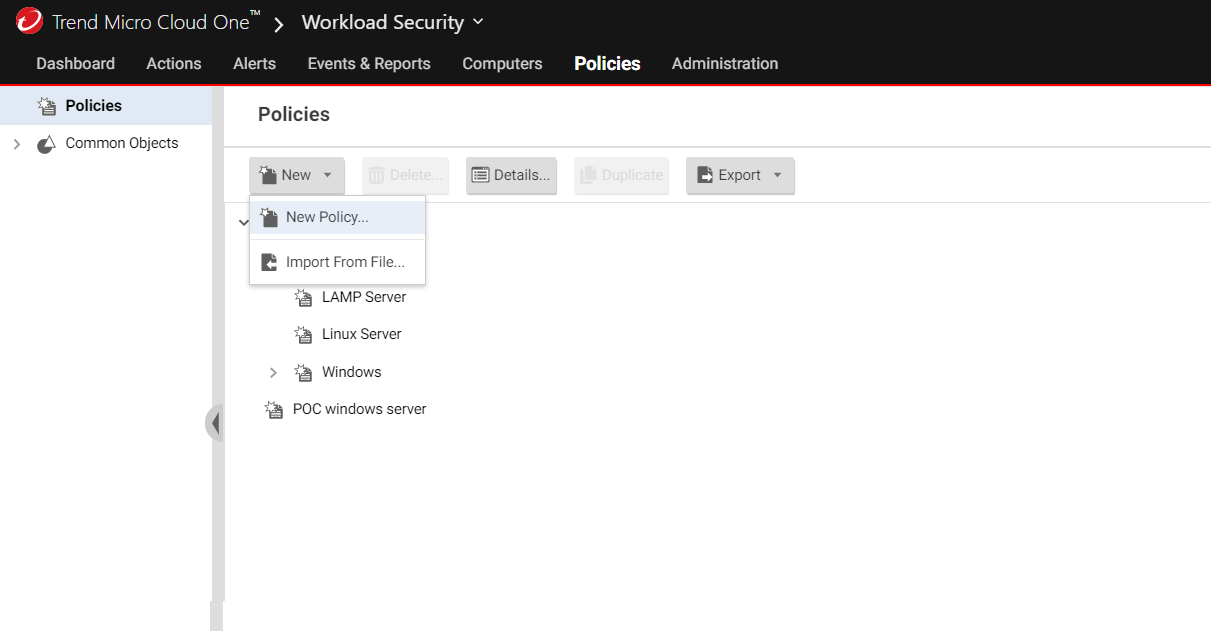 Trend Micro Cloud One™ Workload Security
Dashboard Actions Alerts Events & Reports Computers Policies Administration
Policies
Common Objects
Policies
New Delete... Details... Duplicate Export
New Policy...
Import From File...
LAMP Server
Linux Server
Windows
POC windows server